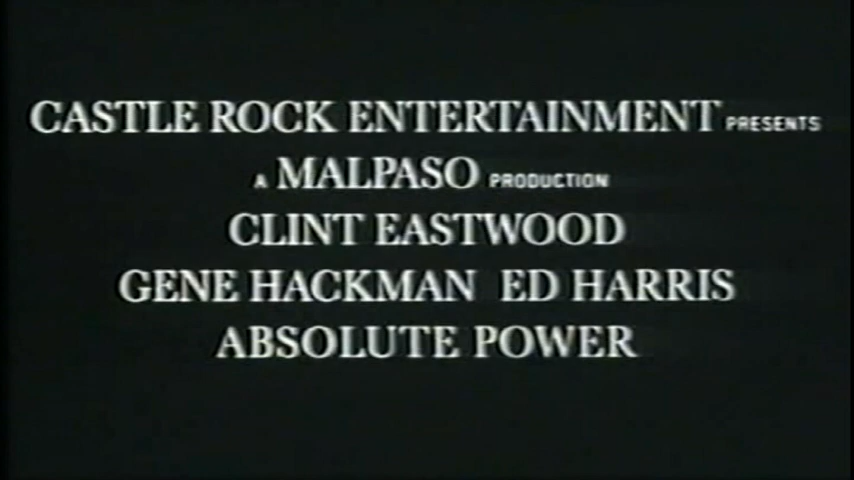 CASTLE ROCK ENTERTAINMENT PRESENTS
A MALPASO PRODUCTION
CLINT EASTWOOD
GENE HACKMAN ED HARRIS
ABSOLUTE POWER